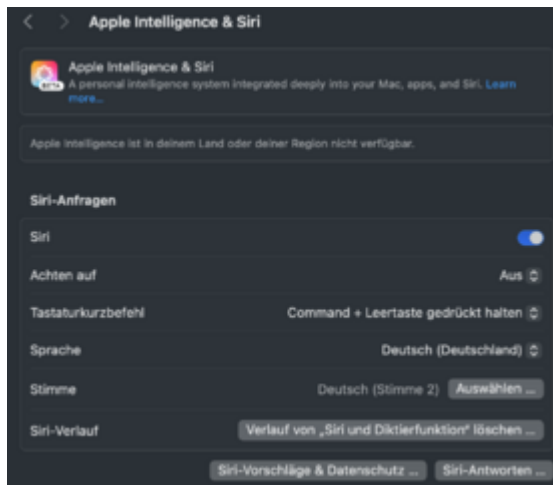 Apple Intelligence & Siri
Apple Intelligence & Siri
BETA
A personal intelligence system integrated deeply into your Mac, apps, and Siri. Learn
more...
Apple Intelligence ist in deinem Land oder deiner Region nicht verfügbar.
Siri-Anfragen
Siri
Achten auf Aus
Tastaturkurzbefehl Command + Leertaste gedrückt halten
Sprache Deutsch (Deutschland)
Stimme Deutsch (Stimme 2) Auswählen ...
Siri-Verlauf Verlauf von „Siri und Diktierfunktion“ löschen ...
Siri-Vorschläge & Datenschutz ... Siri-Antworten ...